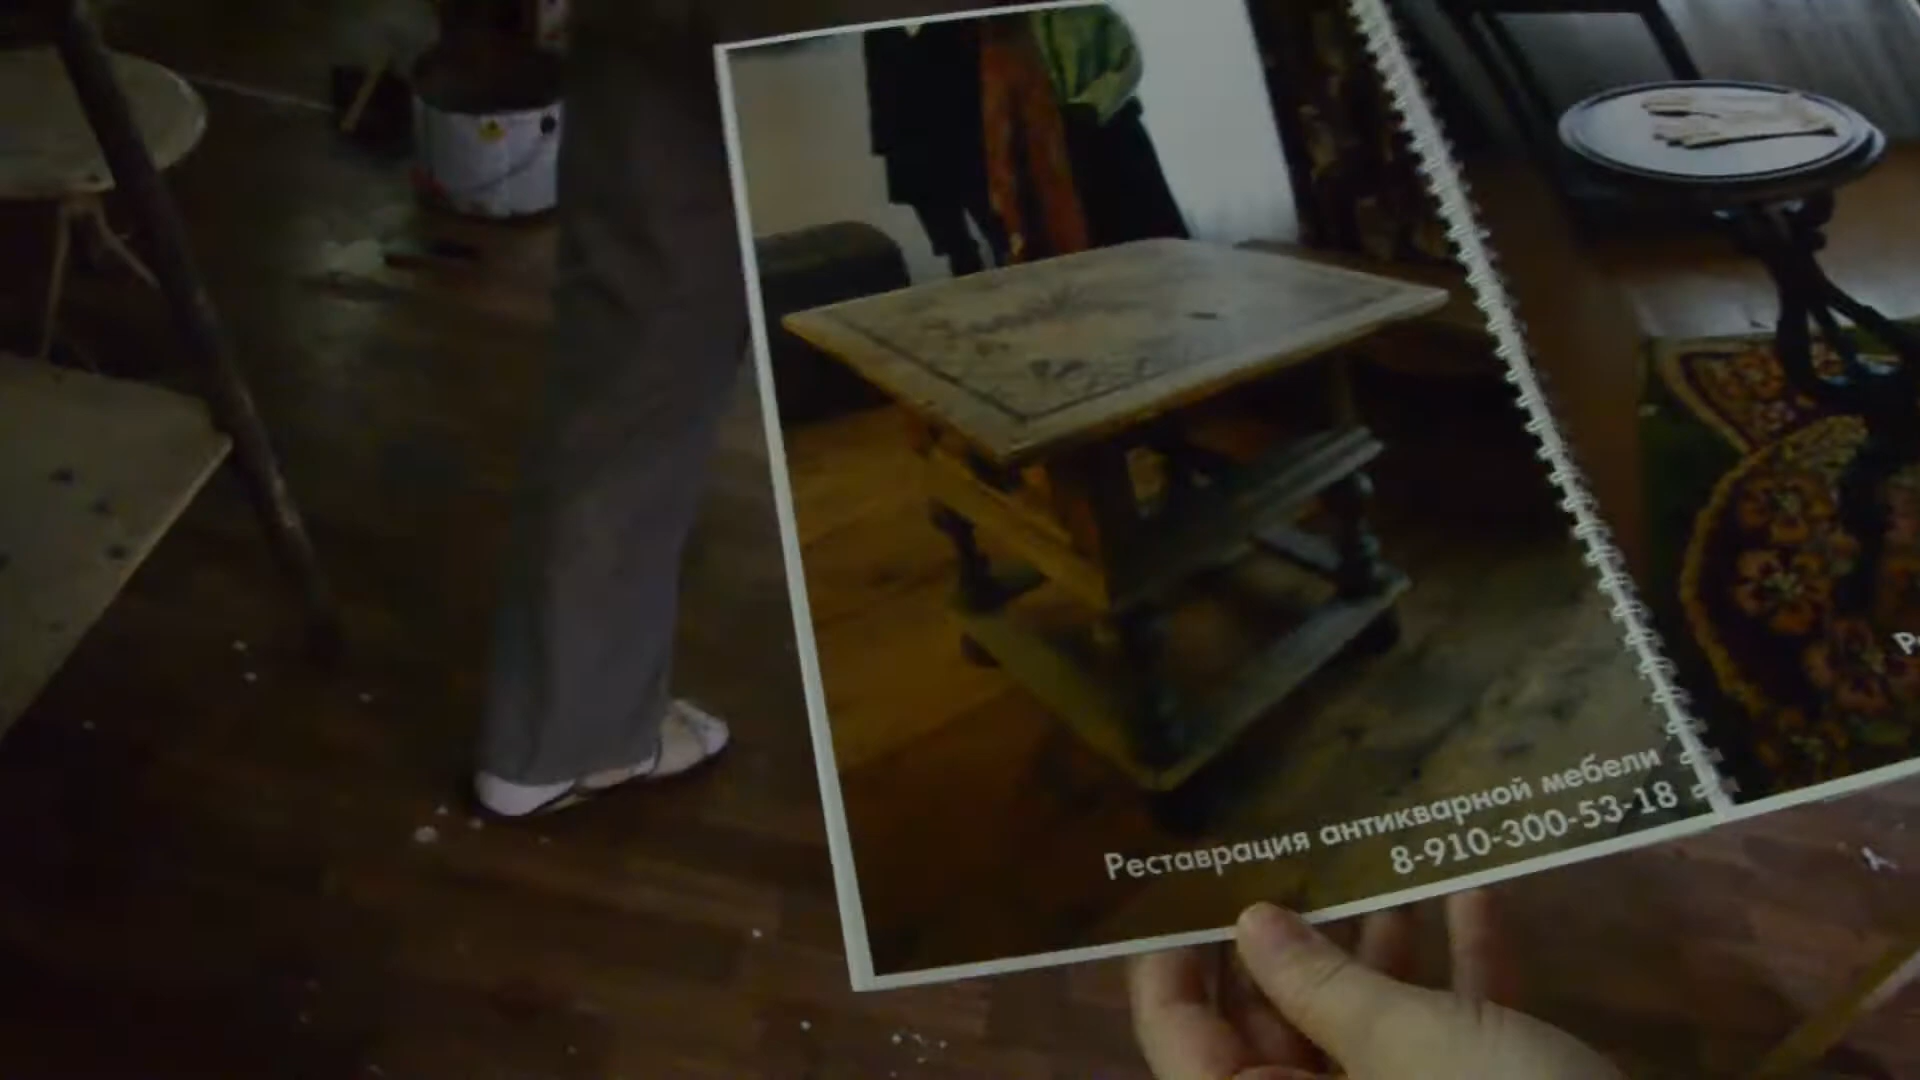 Реставрация антикварной мебели
8-910-300-53-18